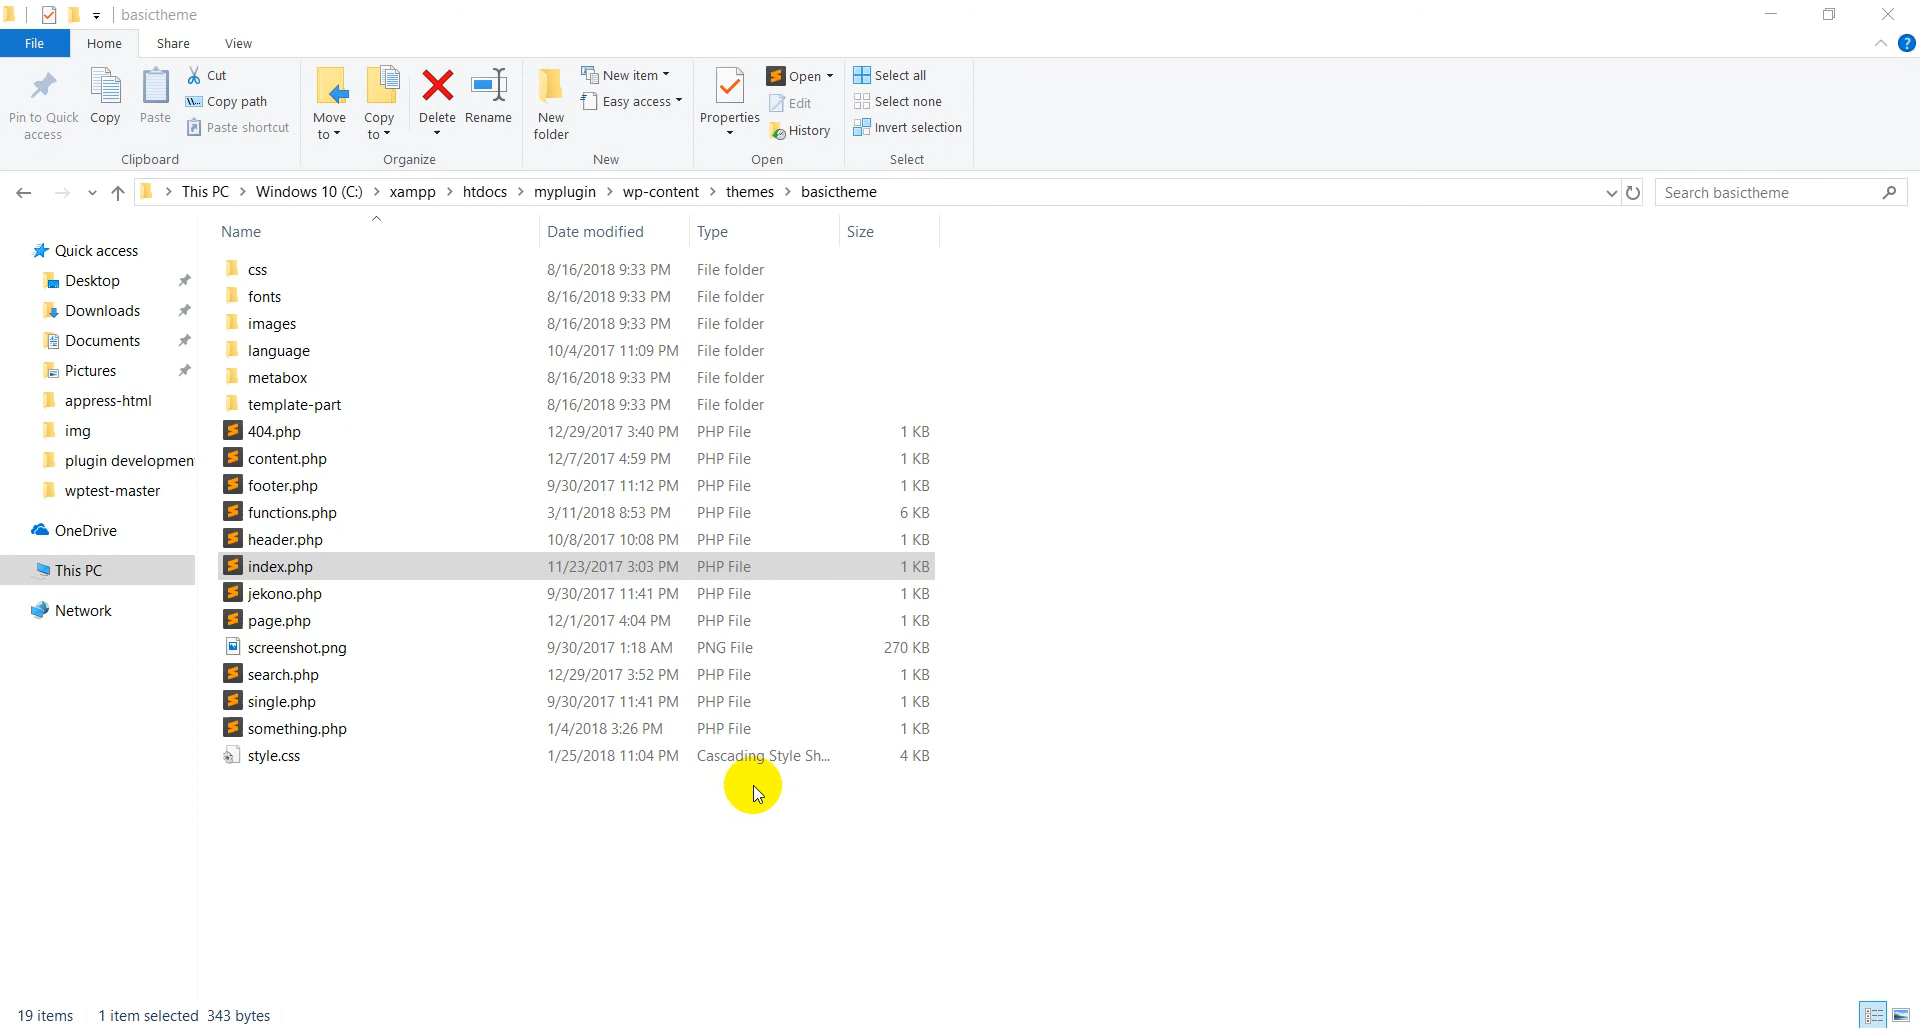 basictheme
File Home Share View
Pin to Quick access
Copy
Paste
Cut
Copy path
Paste shortcut
Clipboard
Move to
Copy to
Delete
Rename
Organize
New folder
New item
Easy access
New
Properties
Open
Edit
History
Open
Select all
Select none
Invert selection
Select
This PC > Windows 10 (C:) > xampp > htdocs > myplugin > wp-content > themes > basictheme
Search basictheme
Quick access
Desktop
Downloads
Documents
Pictures
appress-html
img
plugin developmen
wptest-master
OneDrive
This PC
Network
Name Date modified Type Size
css 8/16/2018 9:33 PM File folder
fonts 8/16/2018 9:33 PM File folder
images 8/16/2018 9:33 PM File folder
language 10/4/2017 11:09 PM File folder
metabox 8/16/2018 9:33 PM File folder
template-part 8/16/2018 9:33 PM File folder
404.php 12/29/2017 3:40 PM PHP File 1 KB
content.php 12/7/2017 4:59 PM PHP File 1 KB
footer.php 9/30/2017 11:12 PM PHP File 1 KB
functions.php 3/11/2018 8:53 PM PHP File 6 KB
header.php 10/8/2017 10:08 PM PHP File 1 KB
index.php 11/23/2017 3:03 PM PHP File 1 KB
jekono.php 9/30/2017 11:41 PM PHP File 1 KB
page.php 12/1/2017 4:04 PM PHP File 1 KB
screenshot.png 9/30/2017 1:18 AM PNG File 270 KB
search.php 12/29/2017 3:52 PM PHP File 1 KB
single.php 9/30/2017 11:41 PM PHP File 1 KB
something.php 1/4/2018 3:26 PM PHP File 1 KB
style.css 1/25/2018 11:04 PM Cascading Style Sh... 4 KB
19 items 1 item selected 343 bytes